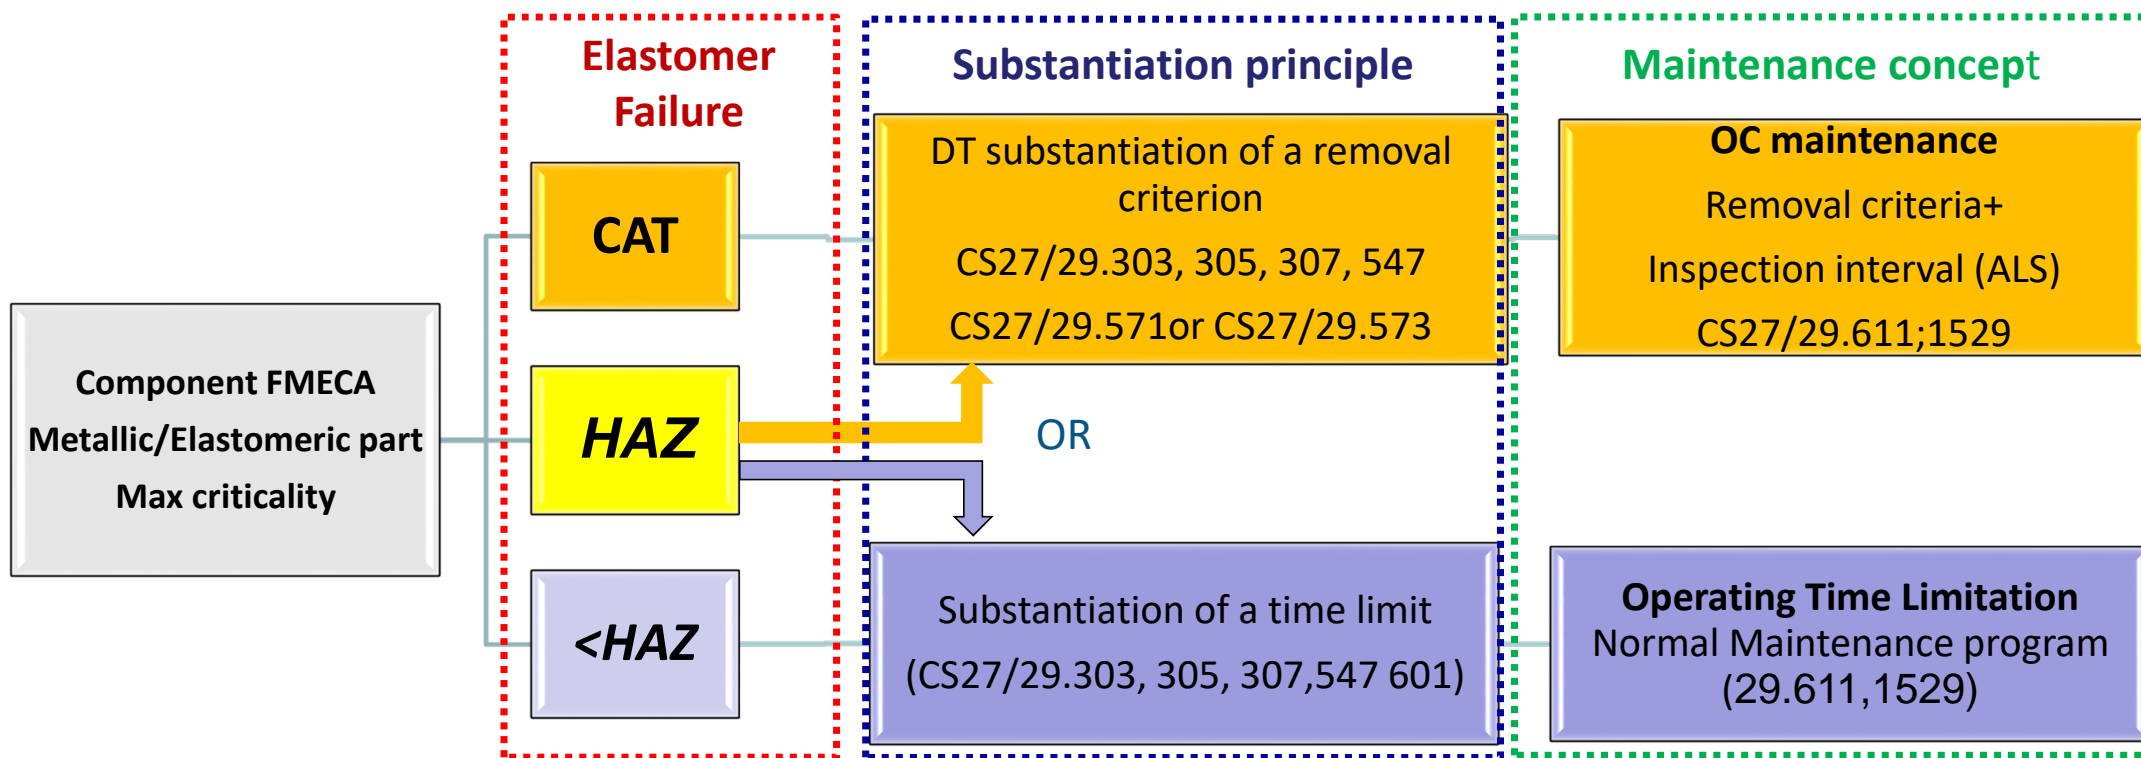 Component FMECA
Metallic/Elastomeric part
Max criticality
Elastomer
Failure
CAT
HAZ
<HAZ
Substantiation principle
DT substantiation of a removal
criterion
CS27/29.303, 305, 307, 547
CS27/29.571or CS27/29.573
OR
Substantiation of a time limit
(CS27/29.303, 305, 307,547 601)
Maintenance concept
OC maintenance
Removal criteria+
Inspection interval (ALS)
CS27/29.611;1529
Operating Time Limitation
Normal Maintenance program
(29.611,1529)